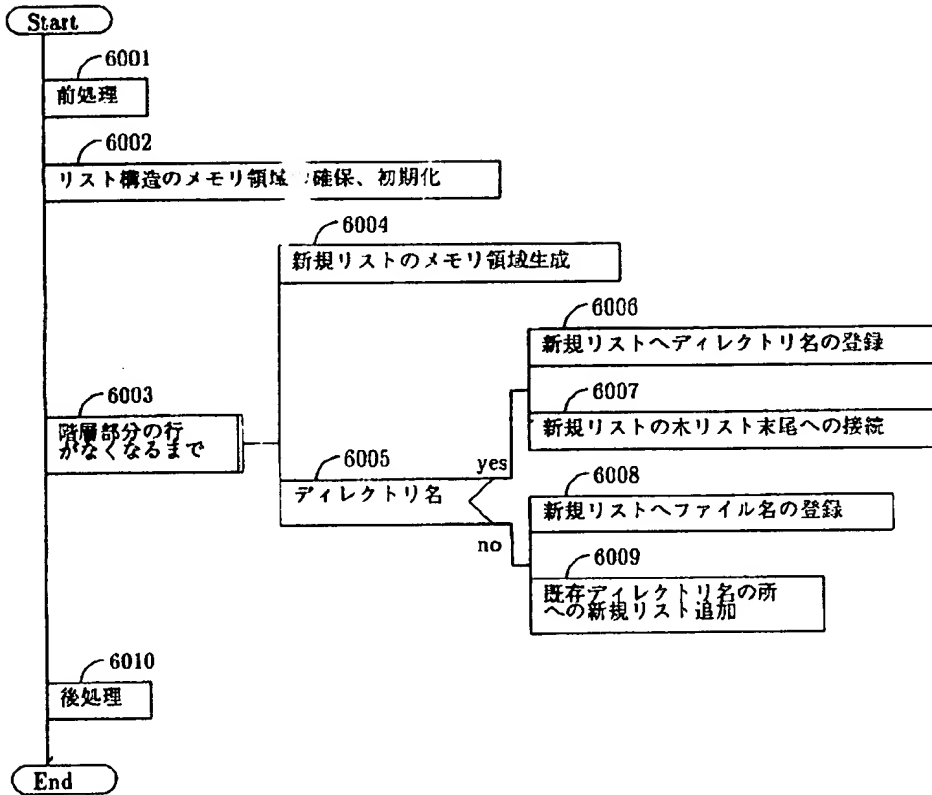 Start
6001
前処理
6002
リスト構造のメモリ領域 確保、初期化
6004
新規リストのメモリ領域生成
6006
新規リストへディレクトリ名の登録
6007
新規リストの木リスト末尾への接続
6003
階層部分の行
がなくなるまで
6005
yes
ディレクトリ名
6008
新規リストへファイル名の登録
no
6009
既存ディレクトリ名の所
への新規リスト追加
6010
後処理
End